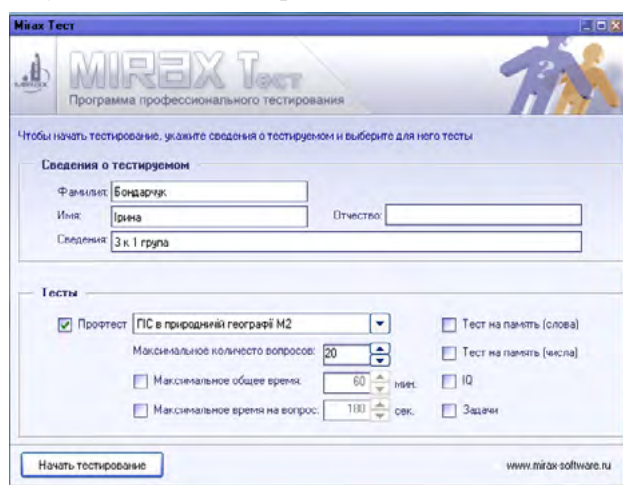 Mirax Тест
MIRAX Тест
MIRAX
Программа профессионального тестирования
Чтобы начать тестирование, укажите сведения о тестируемом и выберите для него тесты
Сведения о тестируемом
Фамилия: Бондарчук
Имя: Ірина Отчество:
Сведения: 3 к 1 група
Тесты
Профтест ГІС в природничій географії М2 Тест на память (слова)
Максимальное количесто вопросов: 20 Тест на память (числа)
Максимальное общее время: 60 мин. IQ
Максимальное время на вопрос: 180 сек. Задачи
Начать тестирование www.mirax-software.ru